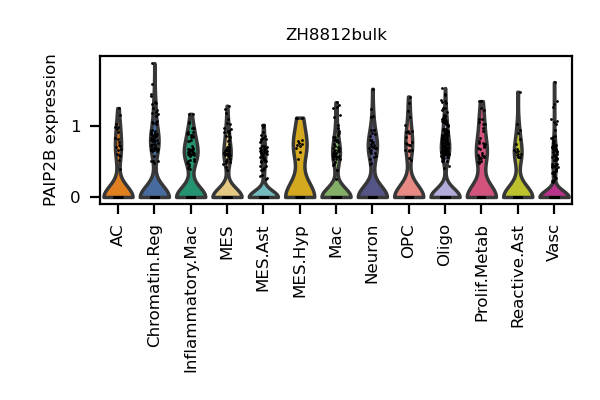 ZH8812bulk
PAIP2B expression
1
0
AC
Chromatin.Reg
Inflammatory.Mac
MES
MES.Ast
MES.Hyp
Mac
Neuron
OPC
Oligo
Prolif.Metab
Reactive.Ast
Vasc